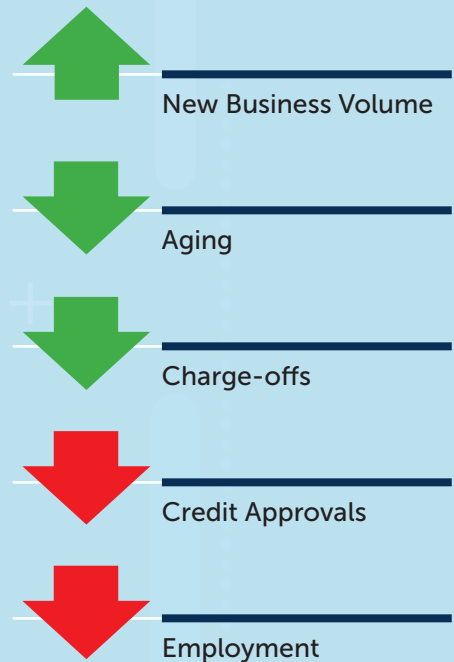 New Business Volume
Aging
Charge-offs
Credit Approvals
Employment